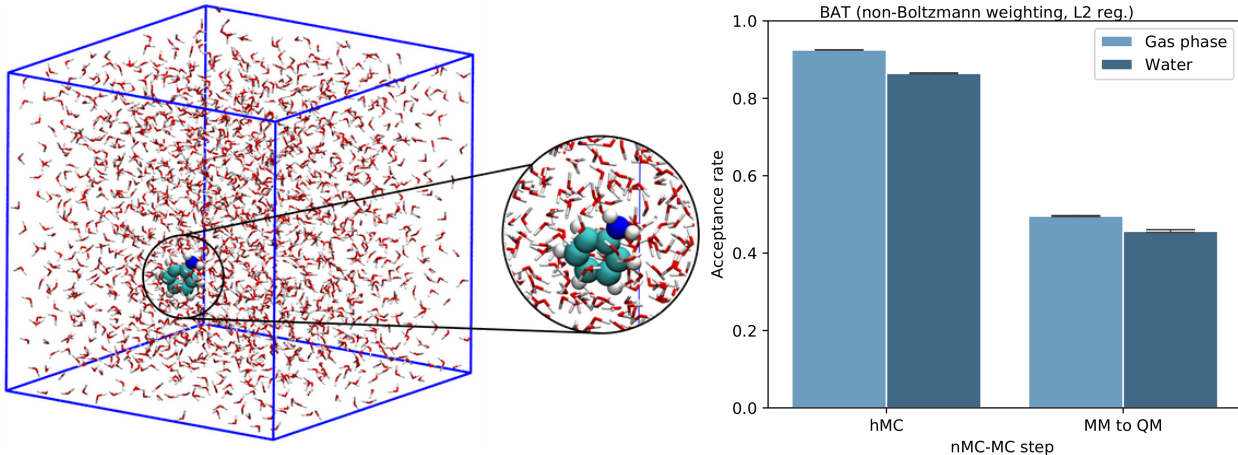 BAT (non-Boltzmann weighting, L2 reg.)
Gas phase
Water
Acceptance rate
1.0
0.8
0.6
0.4
0.2
0.0
hMC
MM to QM
nMC-MC step